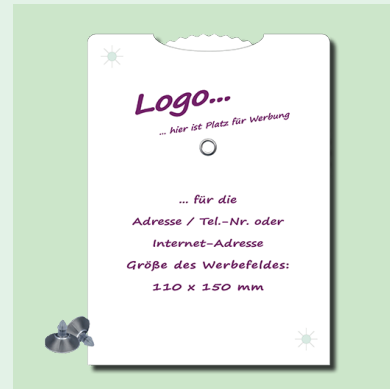 Logo...
... hier ist Platz für Werbung
... für die
Adresse / Tel.-Nr. oder
Internet-Adresse
Größe des Werbefeldes:
110 x 150 mm